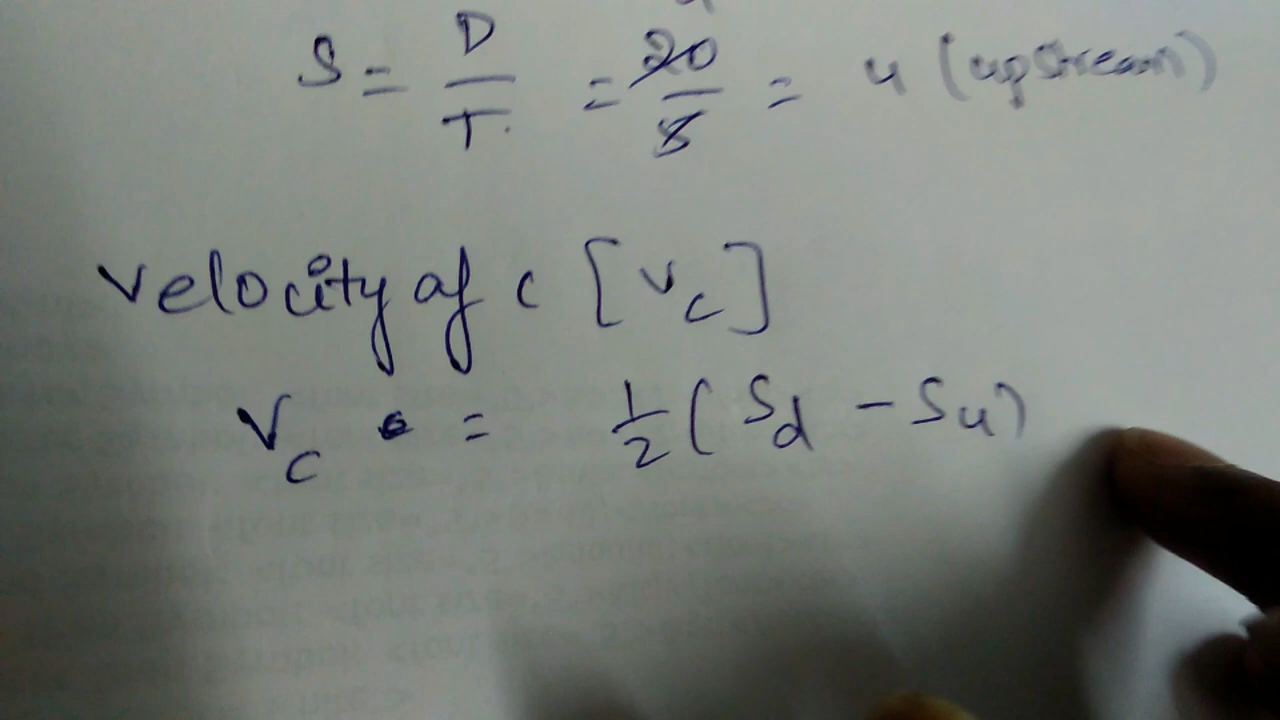 S = D/T. = 20/5 = 4 (upstream)
Velocity of c [Vc]
Vc = 1/2 (Sd - Su)